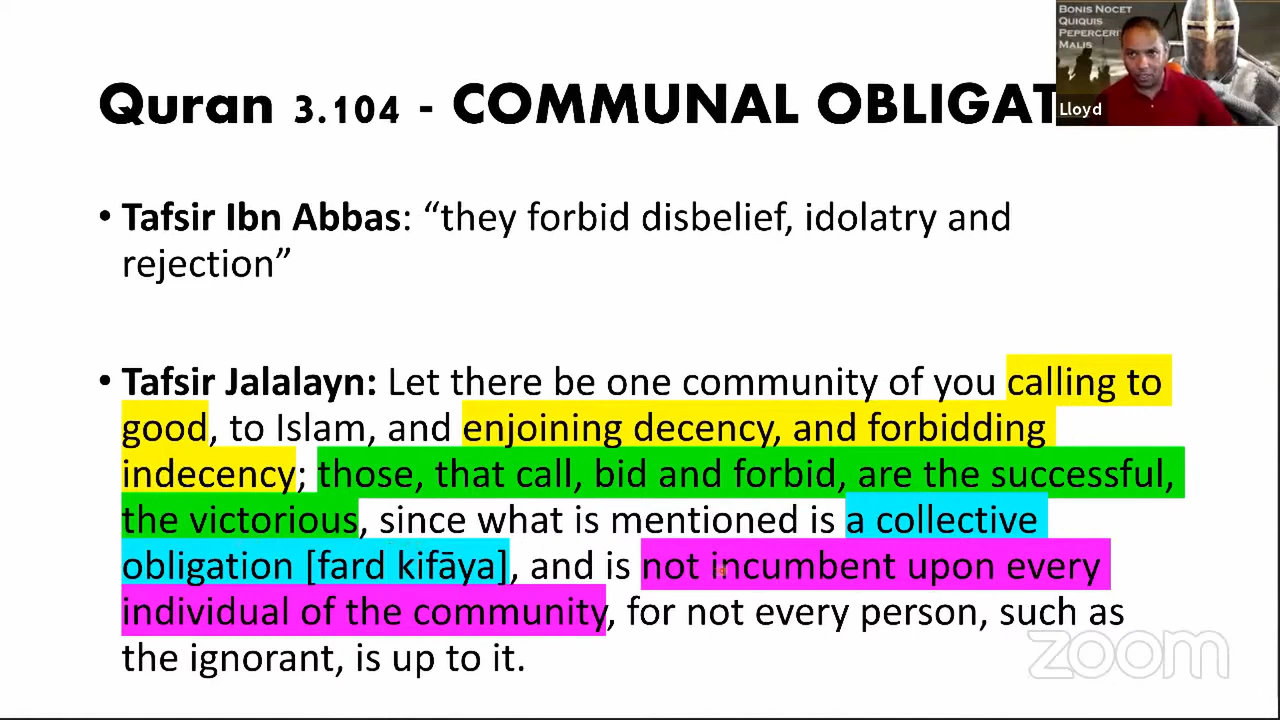 Quran 3.104 - COMMUNAL OBLIGAT
BONIS NOCET
QUIQUIS
PEPERCERI
MALIS
Lloyd
• Tafsir Ibn Abbas: “they forbid disbelief, idolatry and
rejection”
• Tafsir Jalalayn: Let there be one community of you calling to
good, to Islam, and enjoining decency, and forbidding
indecency; those, that call, bid and forbid, are the successful,
the victorious, since what is mentioned is a collective
obligation [fard kifāya], and is not incumbent upon every
individual of the community, for not every person, such as
the ignorant, is up to it.
zoom